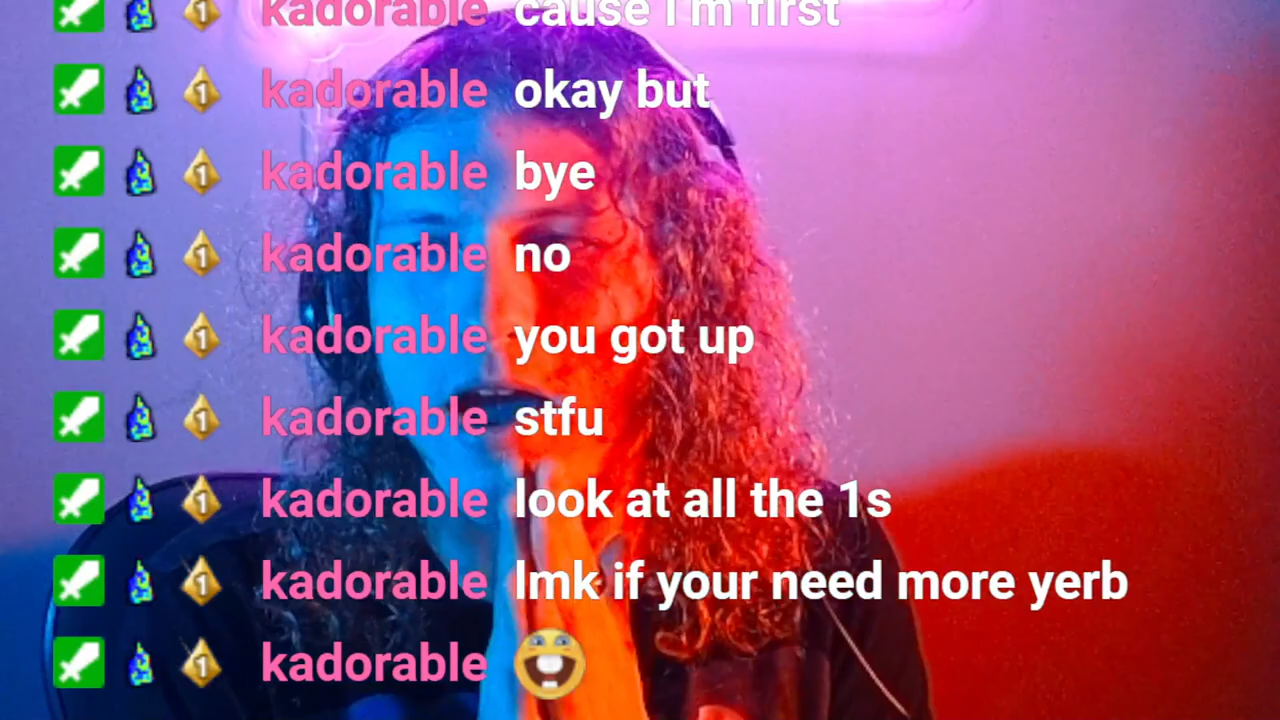 kadorable cause I'm first
kadorable okay but
kadorable bye
kadorable no
kadorable you got up
kadorable stfu
kadorable look at all the 1s
kadorable lmk if your need more yerb
kadorable